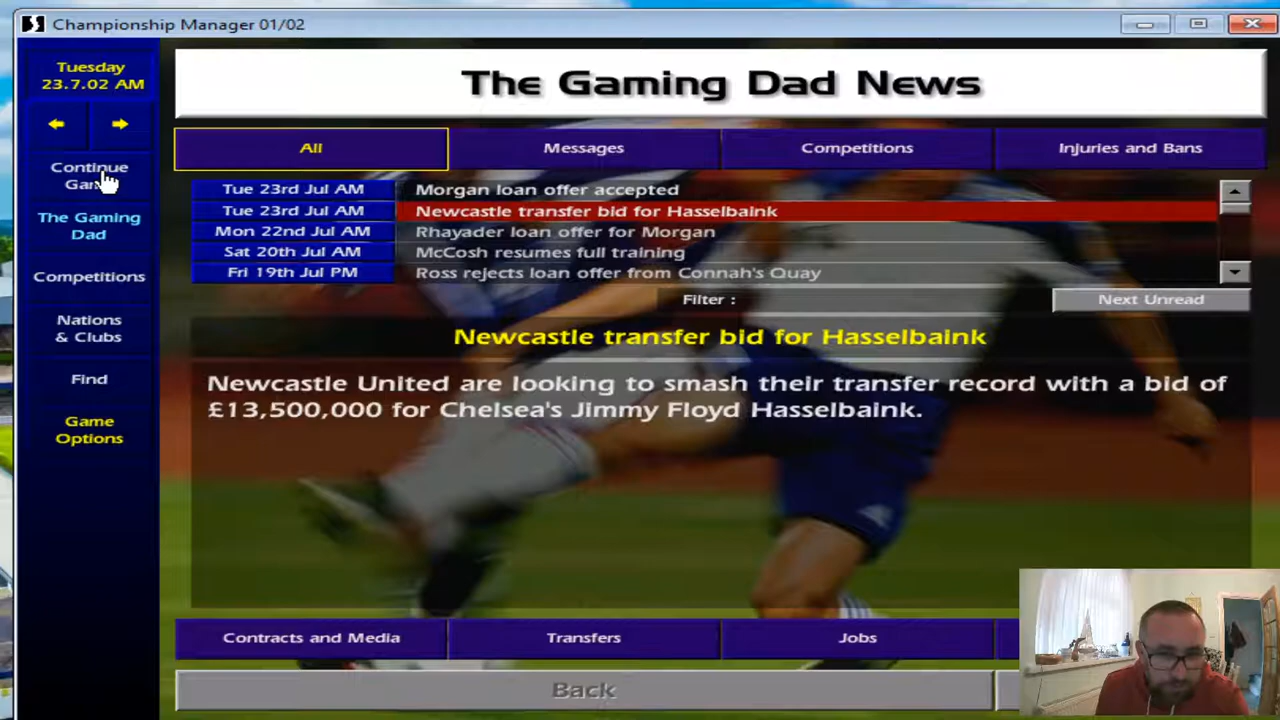 Championship Manager 01/02
Tuesday
23.7.02 AM
Continue
Game
The Gaming
Dad
Competitions
Nations
& Clubs
Find
Game
Options
The Gaming Dad News
All
Messages
Competitions
Injuries and Bans
Tue 23rd Jul AM Morgan loan offer accepted
Tue 23rd Jul AM Newcastle transfer bid for Hasselbaink
Mon 22nd Jul AM Rhayader loan offer for Morgan
Sat 20th Jul AM McCosh resumes full training
Fri 19th Jul PM Ross rejects loan offer from Connah's Quay
Filter :
Next Unread
Newcastle transfer bid for Hasselbaink
Newcastle United are looking to smash their transfer record with a bid of
£13,500,000 for Chelsea's Jimmy Floyd Hasselbaink.
Contracts and Media
Transfers
Jobs
Back